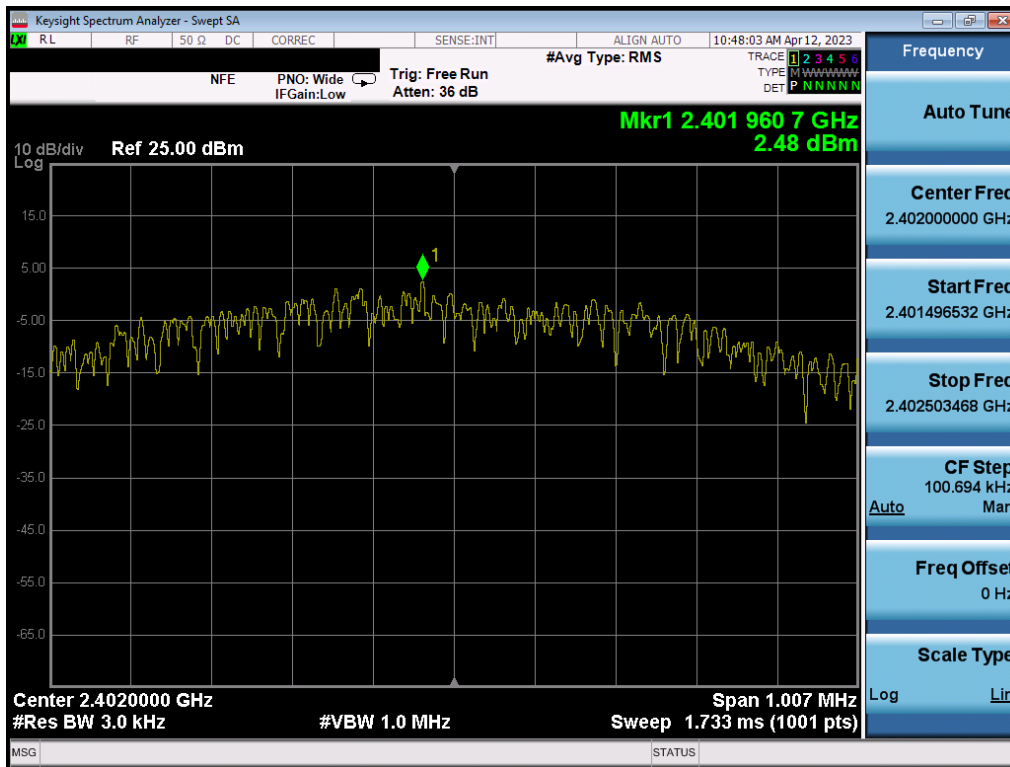 Keysight Spectrum Analyzer - Swept SA
LXI RL RF 50 Ω DC CORREC SENSE:INT ALIGN AUTO 10:48:03 AM Apr 12, 2023
NFE PNO: Wide Trig: Free Run #Avg Type: RMS TRACE 1 2 3 4 5 6
IFGain:Low Atten: 36 dB TYPE M WWWWW
DET P N N N N N
Mkr1 2.401 960 7 GHz
2.48 dBm
10 dB/div Ref 25.00 dBm
Log
15.0
5.00
-5.00
-15.0
-25.0
-35.0
-45.0
-55.0
-65.0
1
Center 2.4020000 GHz Span 1.007 MHz
#Res BW 3.0 kHz #VBW 1.0 MHz Sweep 1.733 ms (1001 pts)
MSG STATUS
Frequency
Auto Tune
Center Freq
2.402000000 GHz
Start Freq
2.401496532 GHz
Stop Freq
2.402503468 GHz
CF Step
100.694 kHz
Auto Man
Freq Offset
0 Hz
Scale Type
Log Lin